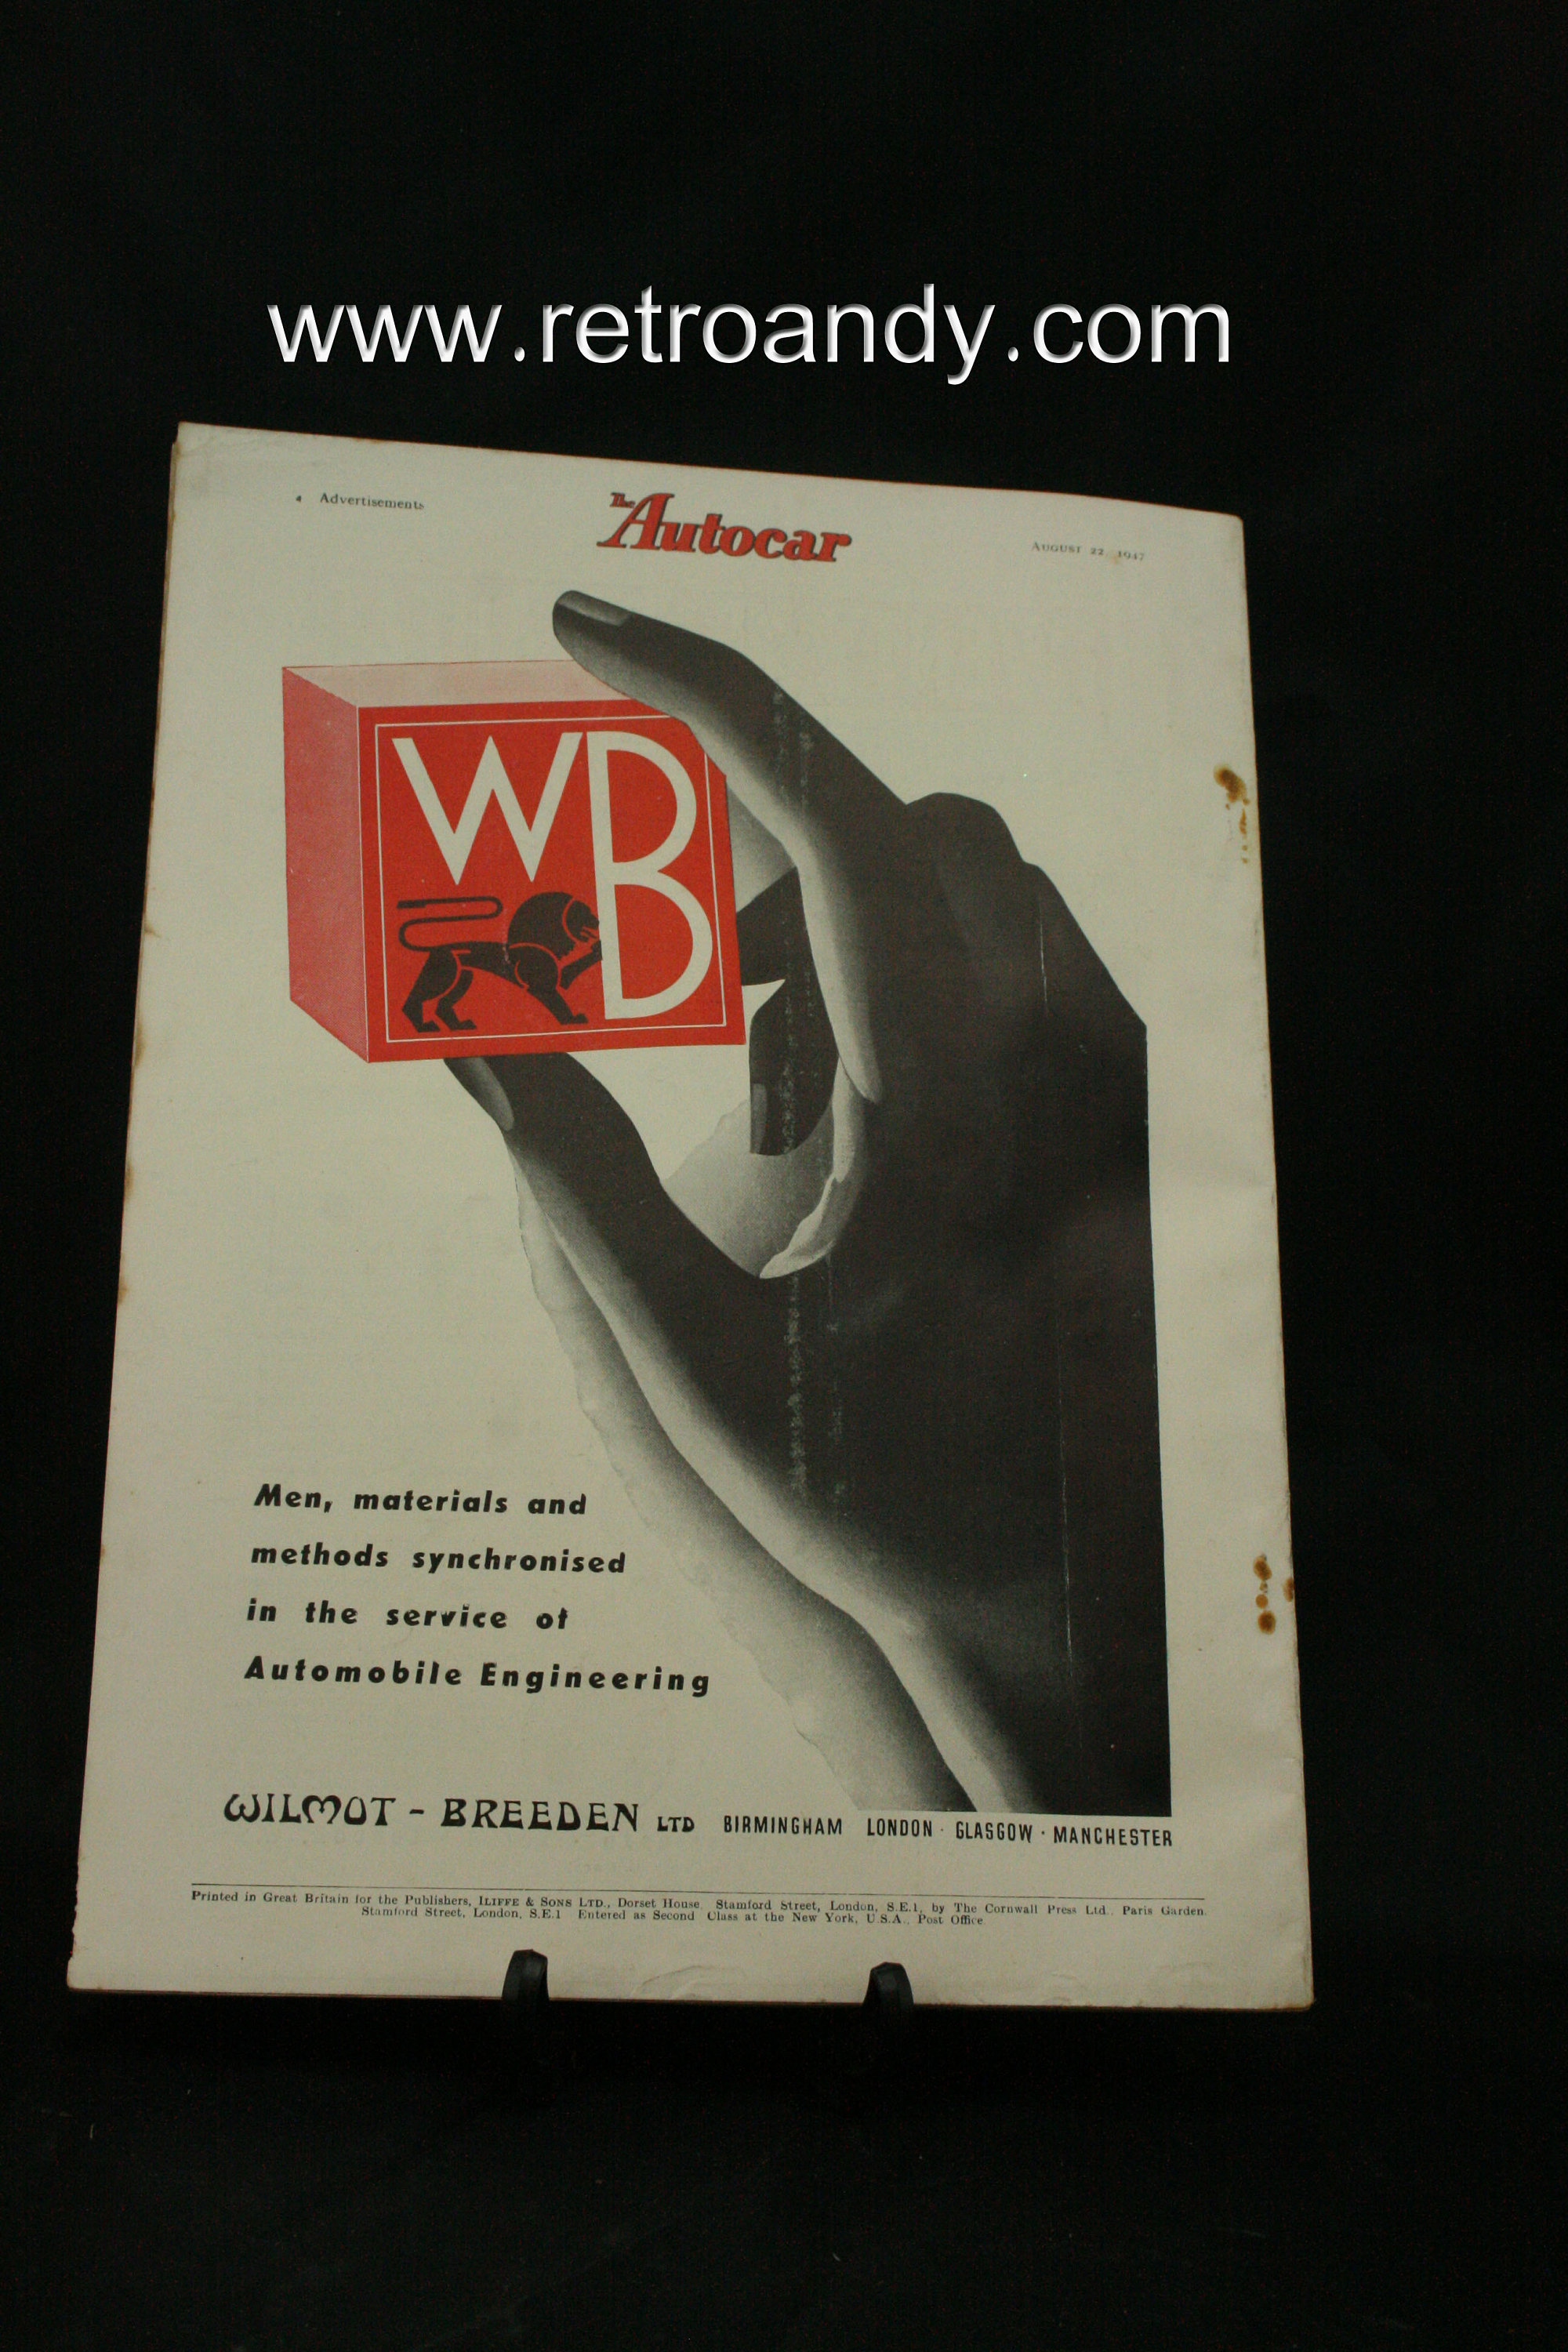 www.retroandy.com
4 Advertisements
The Autocar
AUGUST 22, 1947
WB
Men, materials and
methods synchronised
in the service of
Automobile Engineering
WILMOT - BREEDEN LTD BIRMINGHAM LONDON · GLASGOW · MANCHESTER
Printed in Great Britain for the Publishers, ILIFFE & SONS LTD., Dorset House, Stamford Street, London, S.E.1, by The Cornwall Press Ltd., Paris Garden,
Stamford Street, London, S.E.1 Entered as Second Class at the New York, U.S.A., Post Office